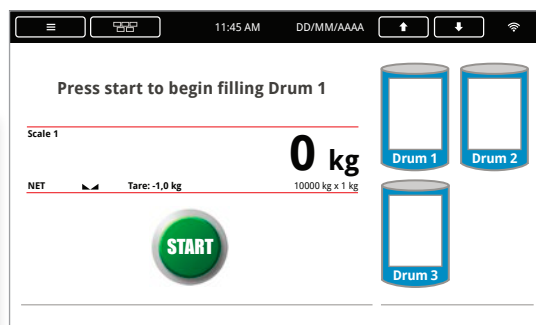 11:45 AM DD/MM/AAAA
Press start to begin filling Drum 1
Scale 1
0 kg
NET Tare: -1,0 kg 10000 kg x 1 kg
START
Drum 1 Drum 2
Drum 3